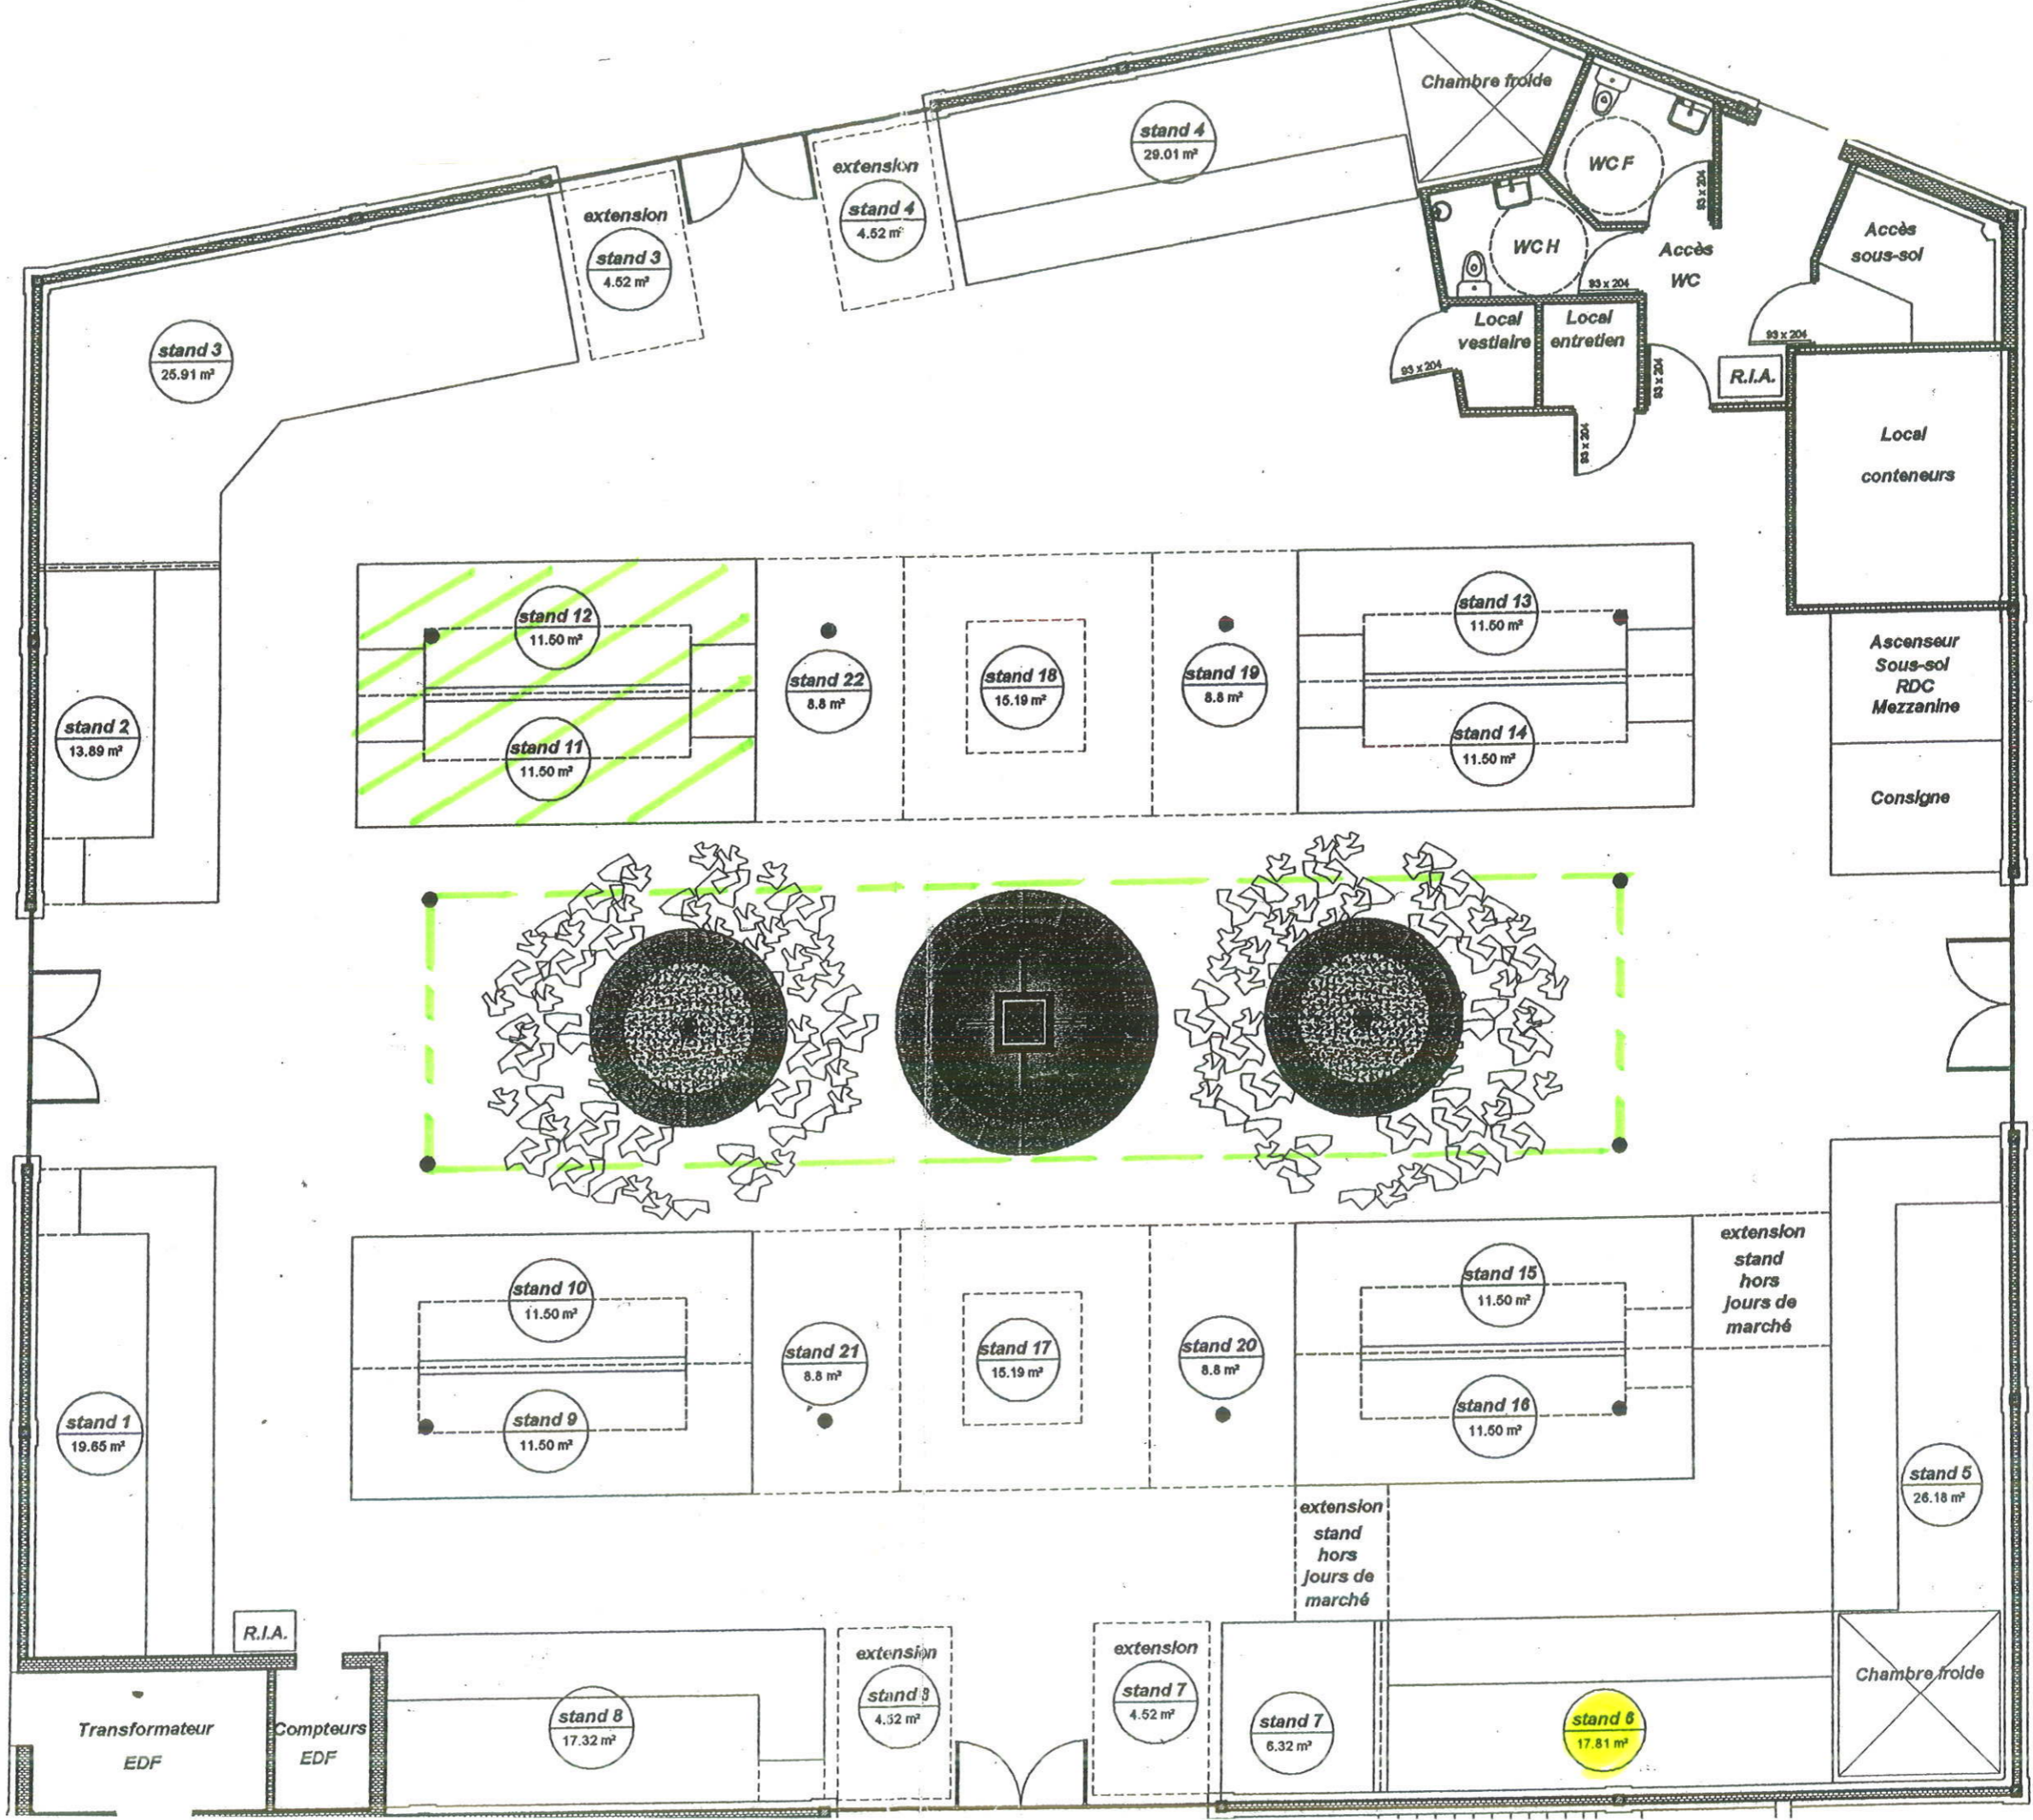 Chambre froide
stand 4
29.01 m²
WC F
93 x 204
extension
stand 4
4.52 m²
extension
stand 3
4.52 m²
WC H
93 x 204
Accès
WC
Accès
sous-sol
stand 3
25.91 m²
Local
vestiaire
Local
entretien
93 x 204
93 x 204
93 x 204
93 x 204
R.I.A.
Local
conteneurs
stand 12
11.50 m²
stand 11
11.50 m²
stand 22
8.8 m²
stand 18
15.19 m²
stand 19
8.8 m²
stand 13
11.50 m²
stand 14
11.50 m²
Ascenseur
Sous-sol
RDC
Mezzanine
Consigne
stand 2
13.89 m²
stand 10
11.50 m²
stand 9
11.50 m²
stand 21
8.8 m²
stand 17
15.19 m²
stand 20
8.8 m²
stand 15
11.50 m²
stand 16
11.50 m²
extension
stand
hors
jours de
marché
stand 1
19.65 m²
stand 5
26.18 m²
extension
stand
hors
jours de
marché
R.I.A.
Transformateur
EDF
Compteurs
EDF
stand 8
17.32 m²
extension
stand 8
4.52 m²
extension
stand 7
4.52 m²
stand 7
6.32 m²
stand 6
17.81 m²
Chambre froide